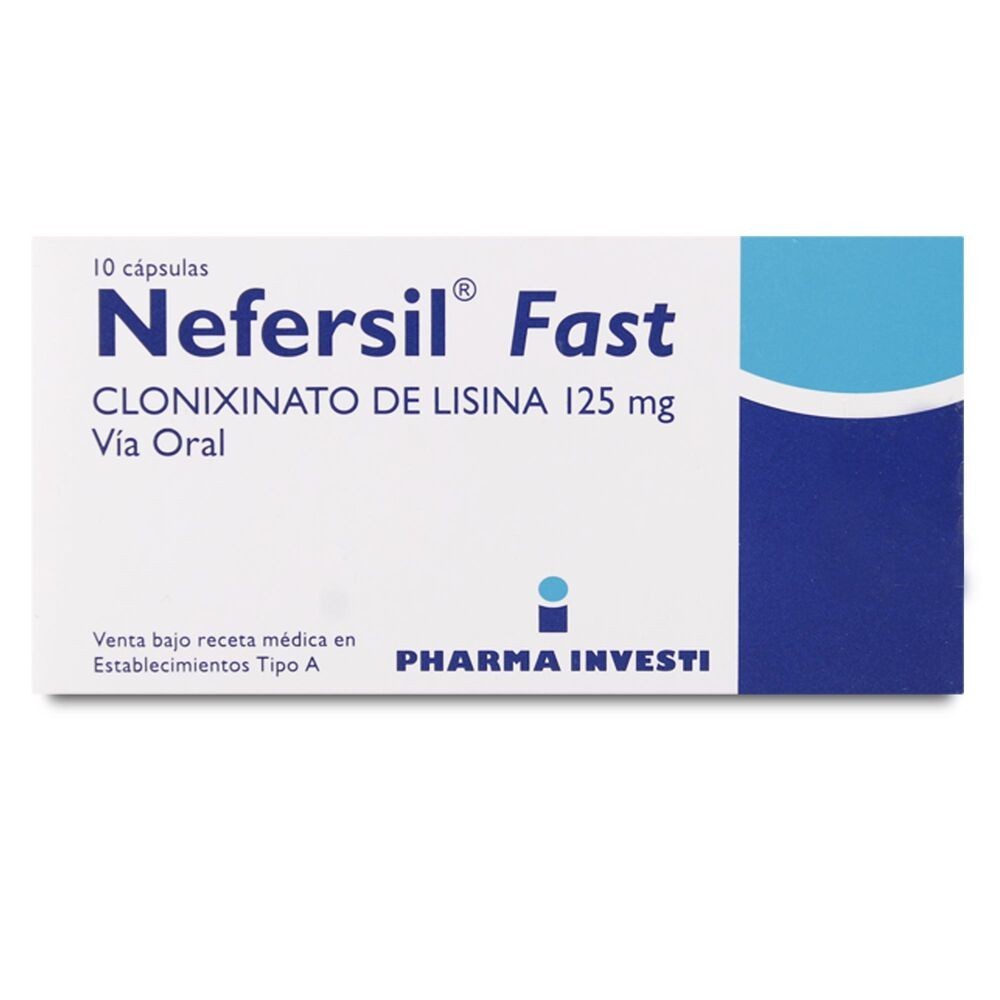 10 cápsulas
Nefersil® Fast
CLONIXINATO DE LISINA 125 mg
Vía Oral
Venta bajo receta médica en
Establecimientos Tipo A
PHARMA INVESTI